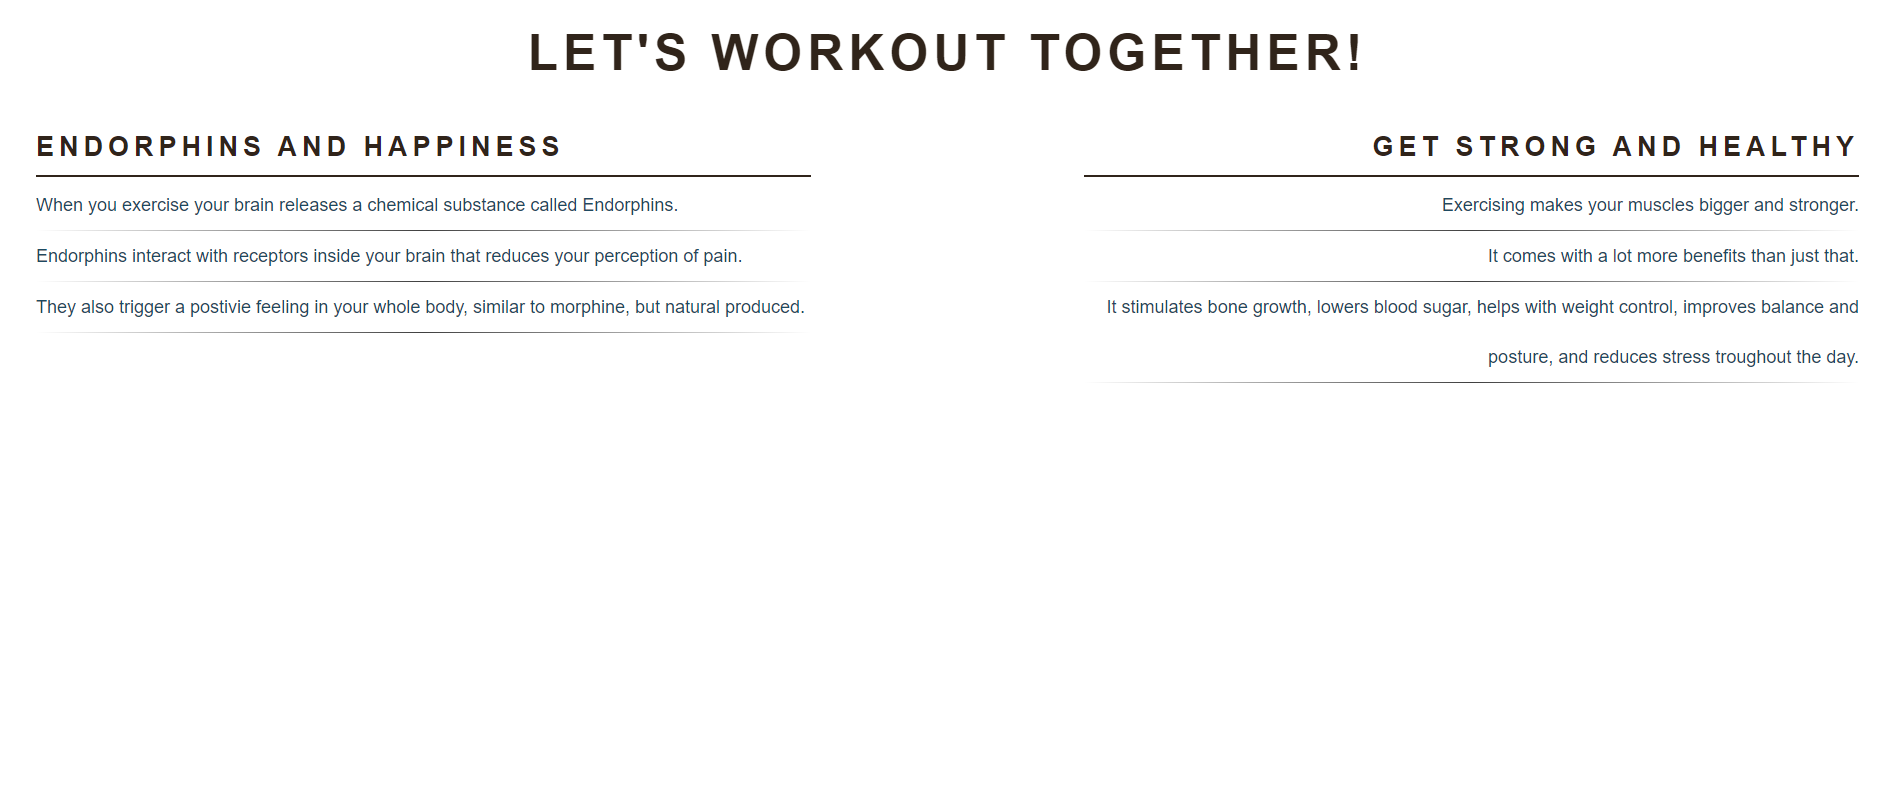 LET'S WORKOUT TOGETHER!
ENDORPHINS AND HAPPINESS
When you exercise your brain releases a chemical substance called Endorphins.
Endorphins interact with receptors inside your brain that reduces your perception of pain.
They also trigger a postivie feeling in your whole body, similar to morphine, but natural produced.
GET STRONG AND HEALTHY
Exercising makes your muscles bigger and stronger.
It comes with a lot more benefits than just that.
It stimulates bone growth, lowers blood sugar, helps with weight control, improves balance and
posture, and reduces stress troughout the day.